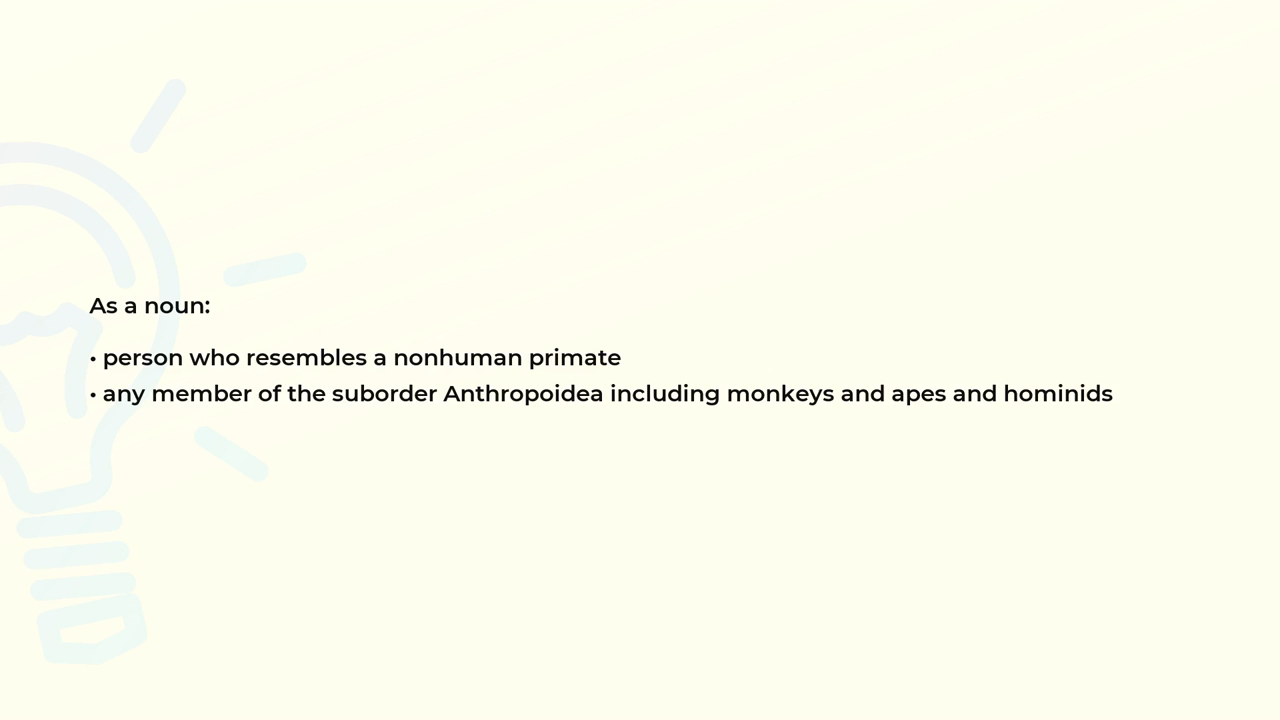 As a noun:
• person who resembles a nonhuman primate
• any member of the suborder Anthropoidea including monkeys and apes and hominids